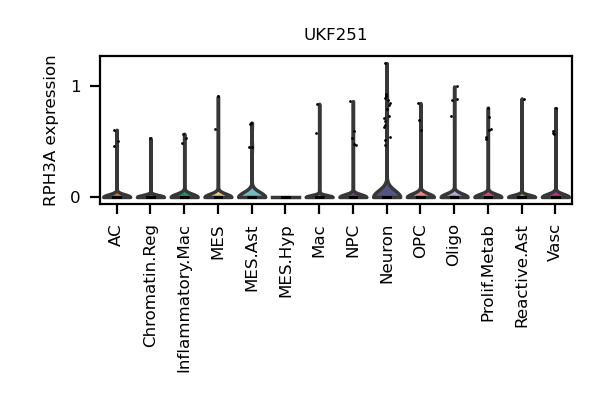 UKF251
RPH3A expression
1
0
AC
Chromatin.Reg
Inflammatory.Mac
MES
MES.Ast
MES.Hyp
Mac
NPC
Neuron
OPC
Oligo
Prolif.Metab
Reactive.Ast
Vasc